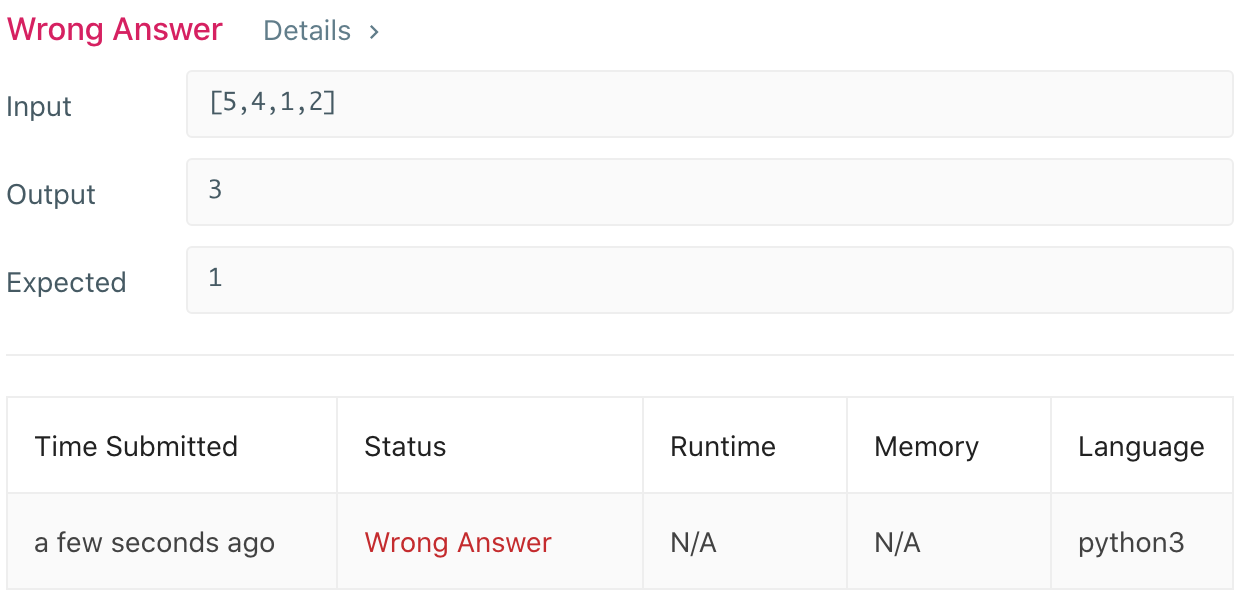 Wrong Answer Details >
Input [5,4,1,2]
Output 3
Expected 1
Time Submitted Status Runtime Memory Language
a few seconds ago Wrong Answer N/A N/A python3